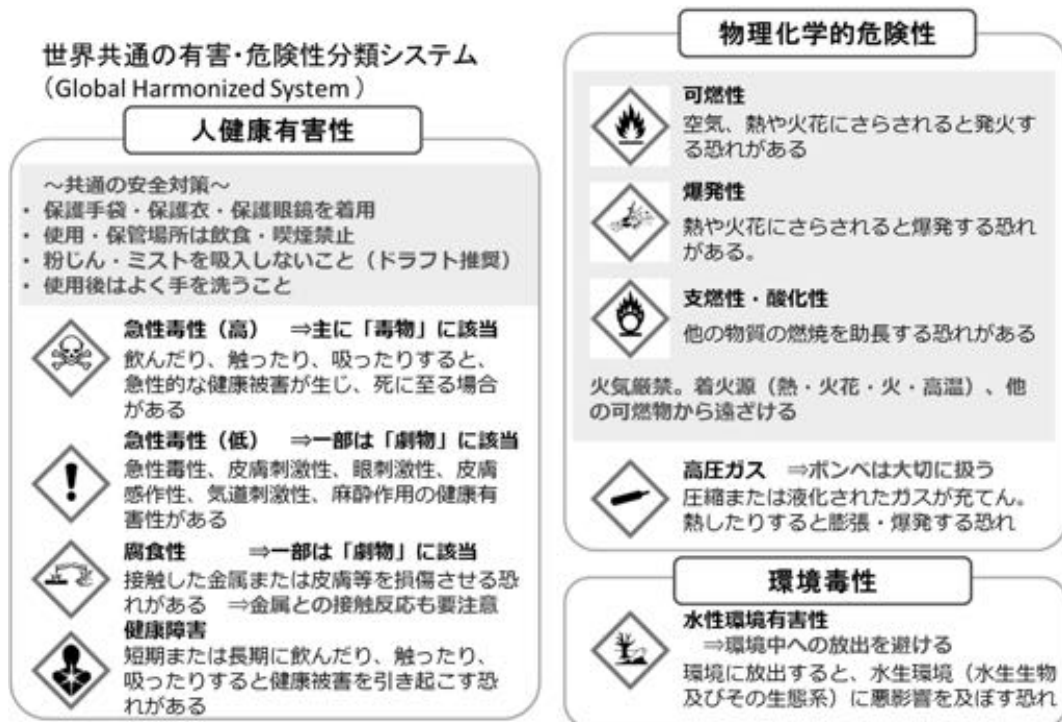 世界共通の有害・危険性分類システム
（Global Harmonized System ）
人健康有害性
～共通の安全対策～
・ 保護手袋・保護衣・保護眼鏡を着用
・ 使用・保管場所は飲食・喫煙禁止
・ 粉じん・ミストを吸入しないこと（ドラフト推奨）
・ 使用後はよく手を洗うこと
急性毒性（高） ⇒主に「毒物」に該当
飲んだり、触ったり、吸ったりすると、
急性的な健康被害が生じ、死に至る場合
がある
急性毒性（低） ⇒一部は「劇物」に該当
急性毒性、皮膚刺激性、眼刺激性、皮膚
感作性、気道刺激性、麻酔作用の健康有
害性がある
腐食性 ⇒一部は「劇物」に該当
接触した金属または皮膚等を損傷させる恐
れがある ⇒金属との接触反応も要注意
健康障害
短期または長期に飲んだり、触ったり、
吸ったりすると健康被害を引き起こす恐
れがある
物理化学的危険性
可燃性
空気、熱や火花にさらされると発火す
る恐れがある
爆発性
熱や火花にさらされると爆発する恐れ
がある。
支燃性・酸化性
他の物質の燃焼を助長する恐れがある
火気厳禁。着火源（熱・火花・火・高温）、他
の可燃物から遠ざける
高圧ガス ⇒ボンベは大切に扱う
圧縮または液化されたガスが充てん。
熱したりすると膨張・爆発する恐れ
環境毒性
水性環境有害性
⇒環境中への放出を避ける
環境に放出すると、水生環境（水生生物
及びその生態系）に悪影響を及ぼす恐れ